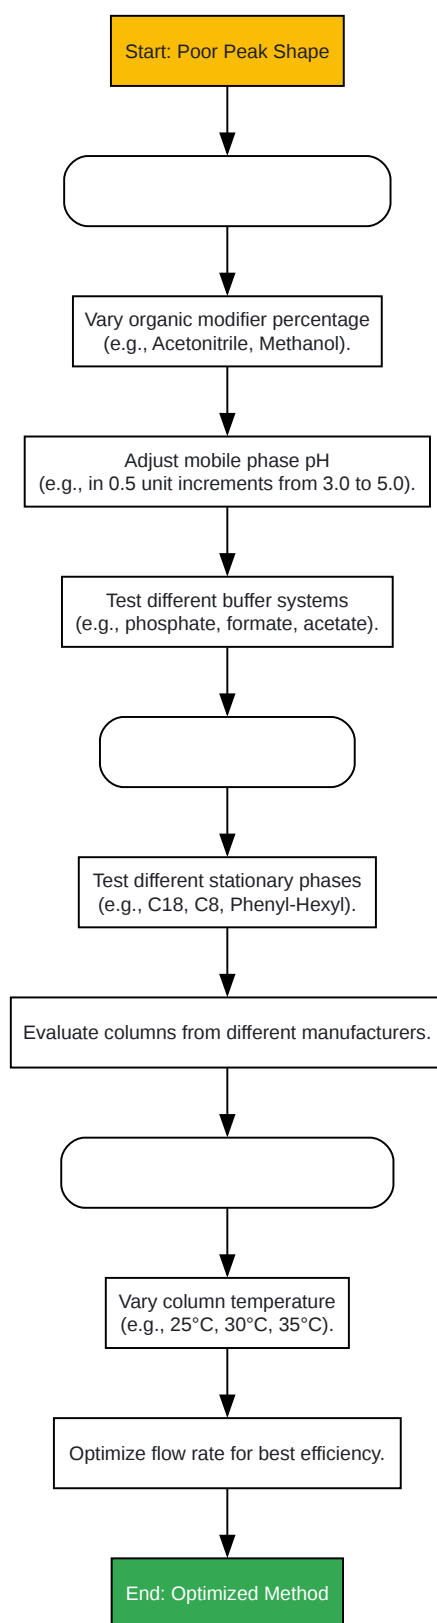 Start: Poor Peak Shape
Vary organic modifier percentage
(e.g., Acetonitrile, Methanol).
Adjust mobile phase pH
(e.g., in 0.5 unit increments from 3.0 to 5.0).
Test different buffer systems
(e.g., phosphate, formate, acetate).
Test different stationary phases
(e.g., C18, C8, Phenyl-Hexyl).
Evaluate columns from different manufacturers.
Vary column temperature
(e.g., 25°C, 30°C, 35°C).
Optimize flow rate for best efficiency.
End: Optimized Method